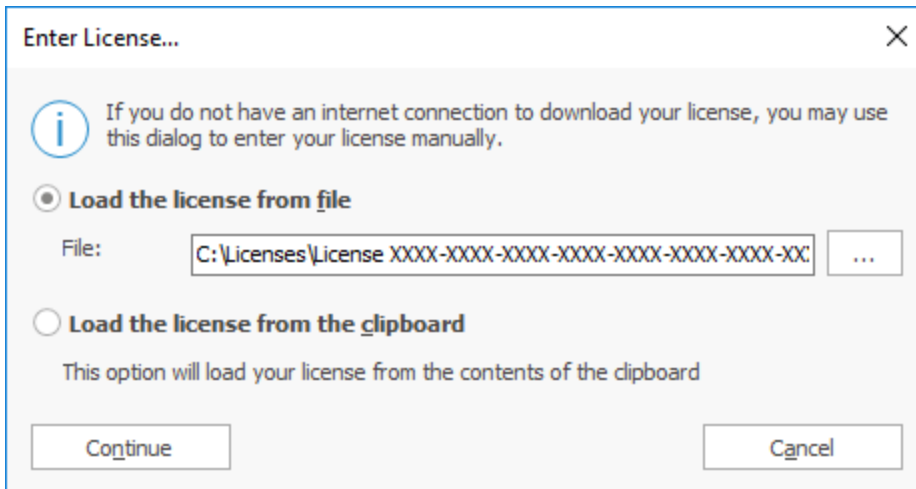 Enter License...
If you do not have an internet connection to download your license, you may use
this dialog to enter your license manually.
Load the license from file
File:
C:\Licenses\License XXXX-XXXX-XXXX-XXXX-XXXX-XXXX-XXXX-XX
...
Load the license from the clipboard
This option will load your license from the contents of the clipboard
Continue
Cancel